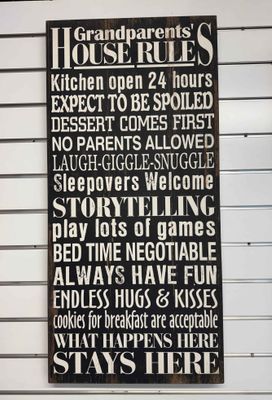 Grandparents'
HOUSE RULES
Kitchen open 24 hours
EXPECT TO BE SPOILED
DESSERT COMES FIRST
NO PARENTS ALLOWED
LAUGH-GIGGLE-SNUGGLE
Sleepovers Welcome
STORYTELLING
play lots of games
BED TIME NEGOTIABLE
ALWAYS HAVE FUN
ENDLESS HUGS & KISSES
cookies for breakfast are acceptable
WHAT HAPPENS HERE
STAYS HERE